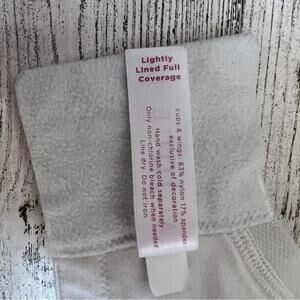 Lightly
Lined Full
Coverage
cups & wings: 83% nylon 17% spandex
exclusive of decoration
Hand wash cold separately
Only non-chlorine bleach when needed
Line dry. Do not iron.